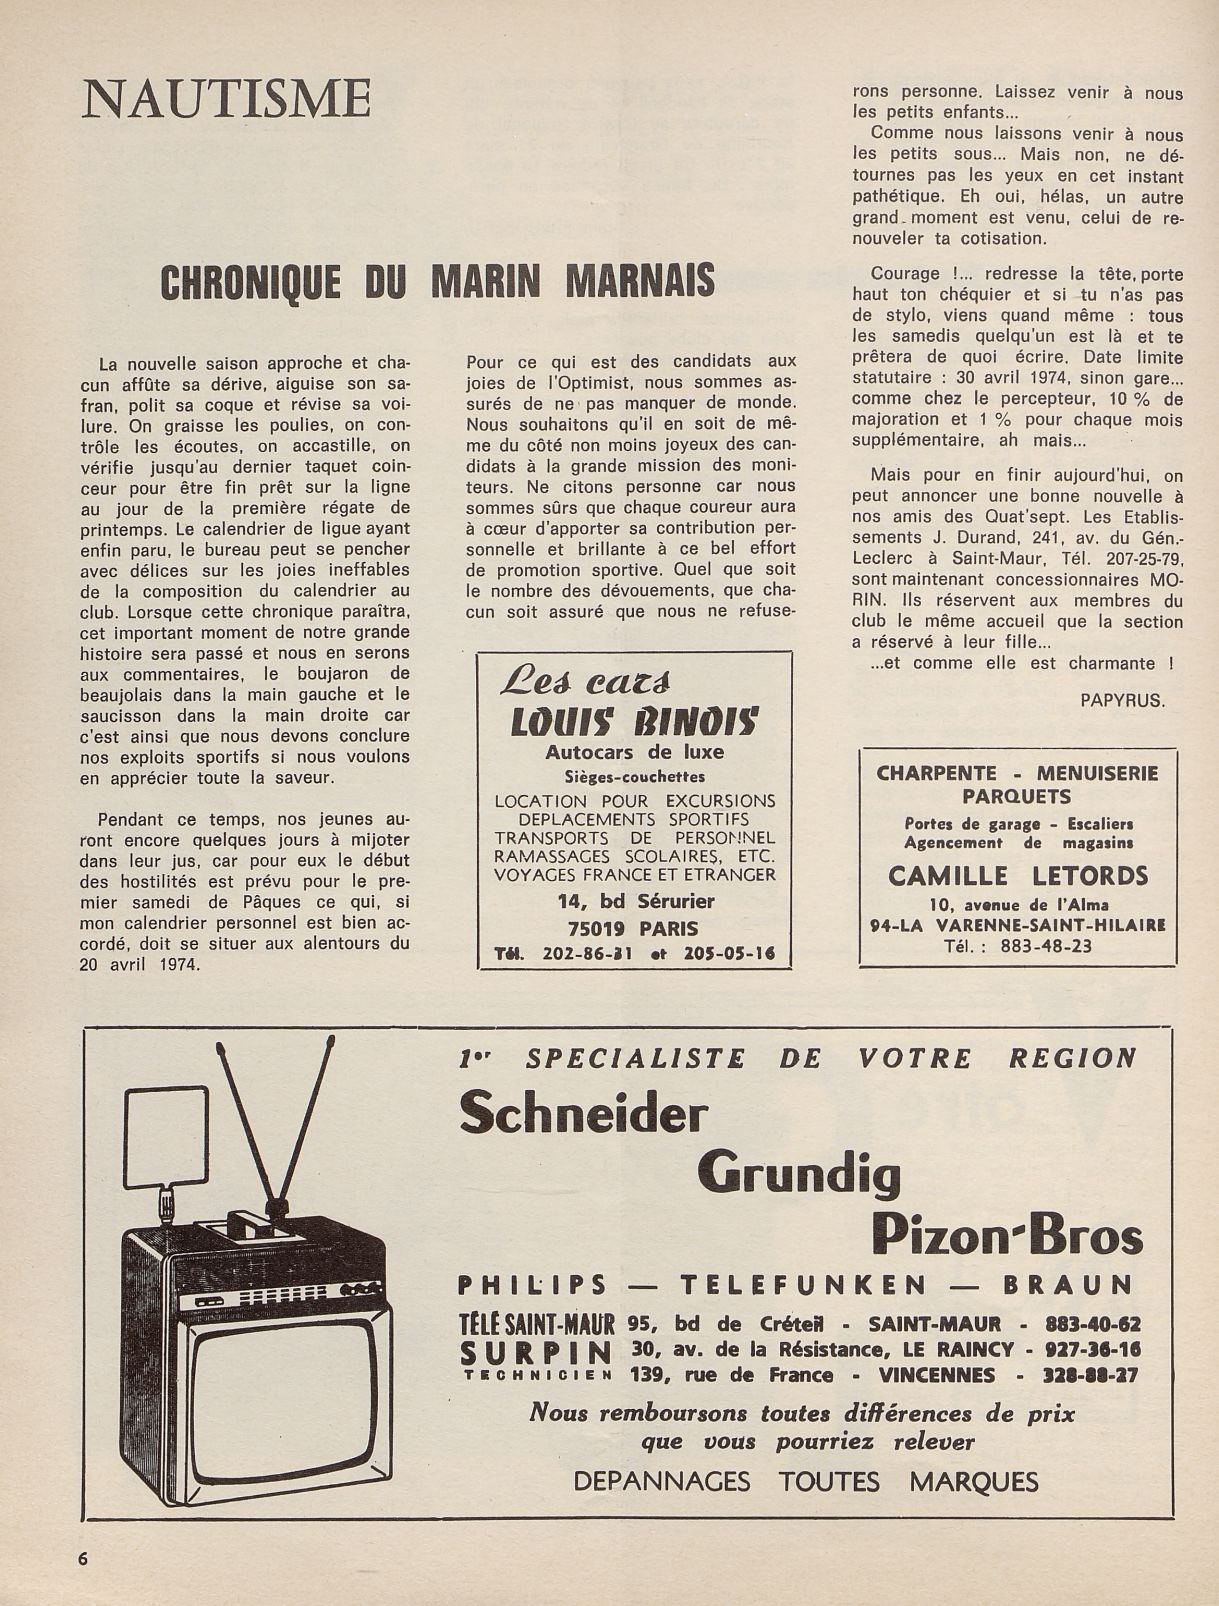 NAUTISME
CHRONIQUE DU MARIN MARNAIS
La nouvelle saison approche et cha-
cun affûte sa dérive, aiguise son sa-
fran, polit sa coque et révise sa voi-
lure. On graisse les poulies, on con-
trôle les écoutes, on accastille, on
vérifie jusqu'au dernier taquet coin-
ceur pour être fin prêt sur la ligne
au jour de la première régate de
printemps. Le calendrier de ligue ayant
enfin paru, le bureau peut se pencher
avec délices sur les joies ineffables
de la composition du calendrier au
club. Lorsque cette chronique paraîtra,
cet important moment de notre grande
histoire sera passé et nous en serons
aux commentaires, le boujaron de
beaujolais dans la main gauche et le
saucisson dans la main droite car
c'est ainsi que nous devons conclure
nos exploits sportifs si nous voulons
en apprécier toute la saveur.
Pendant ce temps, nos jeunes au-
ront encore quelques jours à mijoter
dans leur jus, car pour eux le début
des hostilités est prévu pour le pre-
mier samedi de Pâques ce qui, si
mon calendrier personnel est bien ac-
cordé, doit se situer aux alentours du
20 avril 1974.
Pour ce qui est des candidats aux
joies de l'Optimist, nous sommes as-
surés de ne pas manquer de monde.
Nous souhaitons qu'il en soit de mê-
me du côté non moins joyeux des can-
didats à la grande mission des moni-
teurs. Ne citons personne car nous
sommes sûrs que chaque coureur aura
à cœur d'apporter sa contribution per-
sonnelle et brillante à ce bel effort
de promotion sportive. Quel que soit
le nombre des dévouements, que cha-
cun soit assuré que nous ne refuse-
rons personne. Laissez venir à nous
les petits enfants...
Comme nous laissons venir à nous
les petits sous... Mais non, ne dé-
tournes pas les yeux en cet instant
pathétique. Eh oui, hélas, un autre
grand moment est venu, celui de re-
nouveler ta cotisation.
Courage !... redresse la tête, porte
haut ton chéquier et si tu n'as pas
de stylo, viens quand même : tous
les samedis quelqu'un est là et te
prêtera de quoi écrire. Date limite
statutaire : 30 avril 1974, sinon gare...
comme chez le percepteur, 10 % de
majoration et 1 % pour chaque mois
supplémentaire, ah mais...
Mais pour en finir aujourd'hui, on
peut annoncer une bonne nouvelle à
nos amis des Quat'sept. Les Etablis-
sements J. Durand, 241, av. du Gén.-
Leclerc à Saint-Maur, Tél. 207-25-79,
sont maintenant concessionnaires MO-
RIN. Ils réservent aux membres du
club le même accueil que la section
a réservé à leur fille...
...et comme elle est charmante !
PAPYRUS.
Les cars
LOUIS BINOIS
Autocars de luxe
Sièges-couchettes
LOCATION POUR EXCURSIONS
DEPLACEMENTS SPORTIFS
TRANSPORTS DE PERSONNEL
RAMASSAGES SCOLAIRES, ETC.
VOYAGES FRANCE ET ETRANGER
14, bd Sérurier
75019 PARIS
Tél. 202-86-31 et 205-05-16
CHARPENTE - MENUISERIE
PARQUETS
Portes de garage - Escaliers
Agencement de magasins
CAMILLE LETORDS
10, avenue de l'Alma
94-LA VARENNE-SAINT-HILAIRE
Tél. : 883-48-23
1er SPECIALISTE DE VOTRE REGION
Schneider
Grundig
Pizon-Bros
PHILIPS — TELEFUNKEN — BRAUN
TÉLÉ SAINT-MAUR 95, bd de Créteil - SAINT-MAUR - 883-40-62
SURPIN 30, av. de la Résistance, LE RAINCY - 927-36-16
TECHNICIEN 139, rue de France - VINCENNES - 328-88-27
Nous remboursons toutes différences de prix
que vous pourriez relever
DEPANNAGES TOUTES MARQUES
6